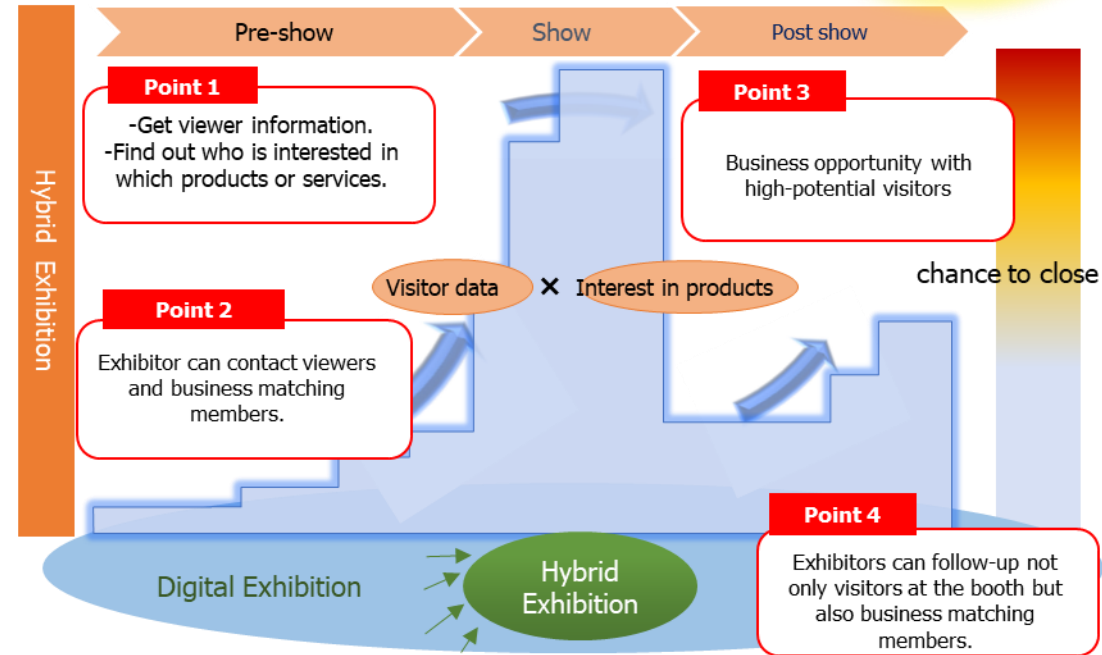 Pre-show
Show
Post show
Hybrid Exhibition
Point 1
-Get viewer information.
-Find out who is interested in
which products or services.
Point 3
Business opportunity with
high-potential visitors
chance to close
Visitor data
×
Interest in products
Point 2
Exhibitor can contact viewers
and business matching
members.
Point 4
Exhibitors can follow-up not
only visitors at the booth but
also business matching
members.
Digital Exhibition
Hybrid
Exhibition